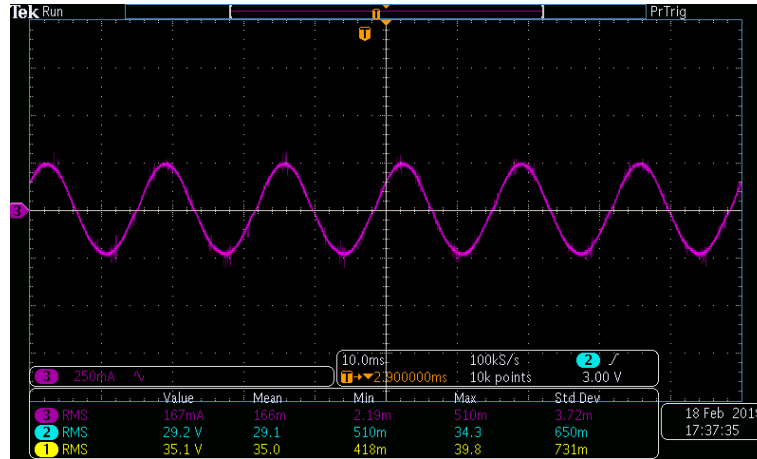 Tek Run PrTrig
T
T
3
10.0ms 100kS/s 2
3 250mA T→▼2.900000ms 10k points 3.00 V
Value Mean Min Max Std Dev
3 RMS 167mA 166m 2.19m 510m 3.72m
2 RMS 29.2 V 29.1 510m 34.3 650m
1 RMS 35.1 V 35.0 418m 39.8 731m
18 Feb 2019
17:37:35